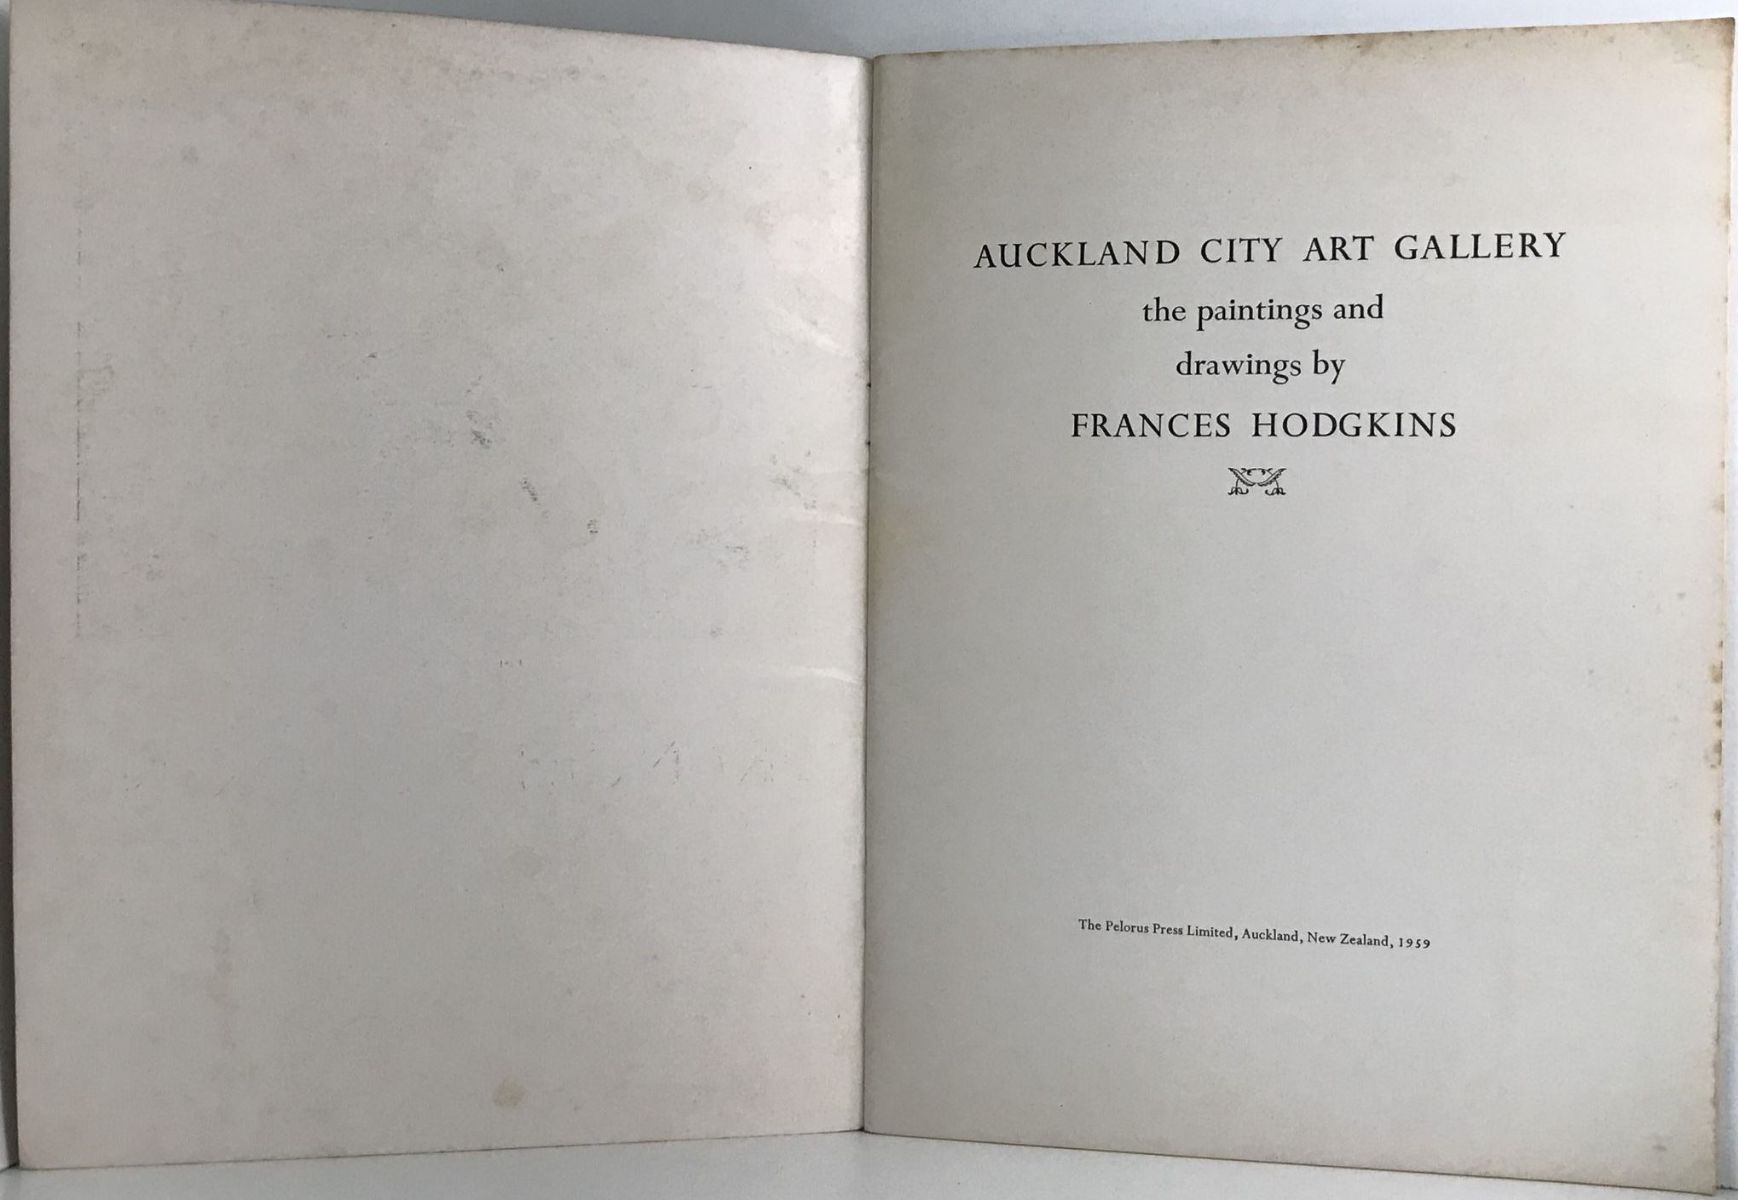 AUCKLAND CITY ART GALLERY
the paintings and
drawings by
FRANCES HODGKINS
The Pelorus Press Limited, Auckland, New Zealand, 1959